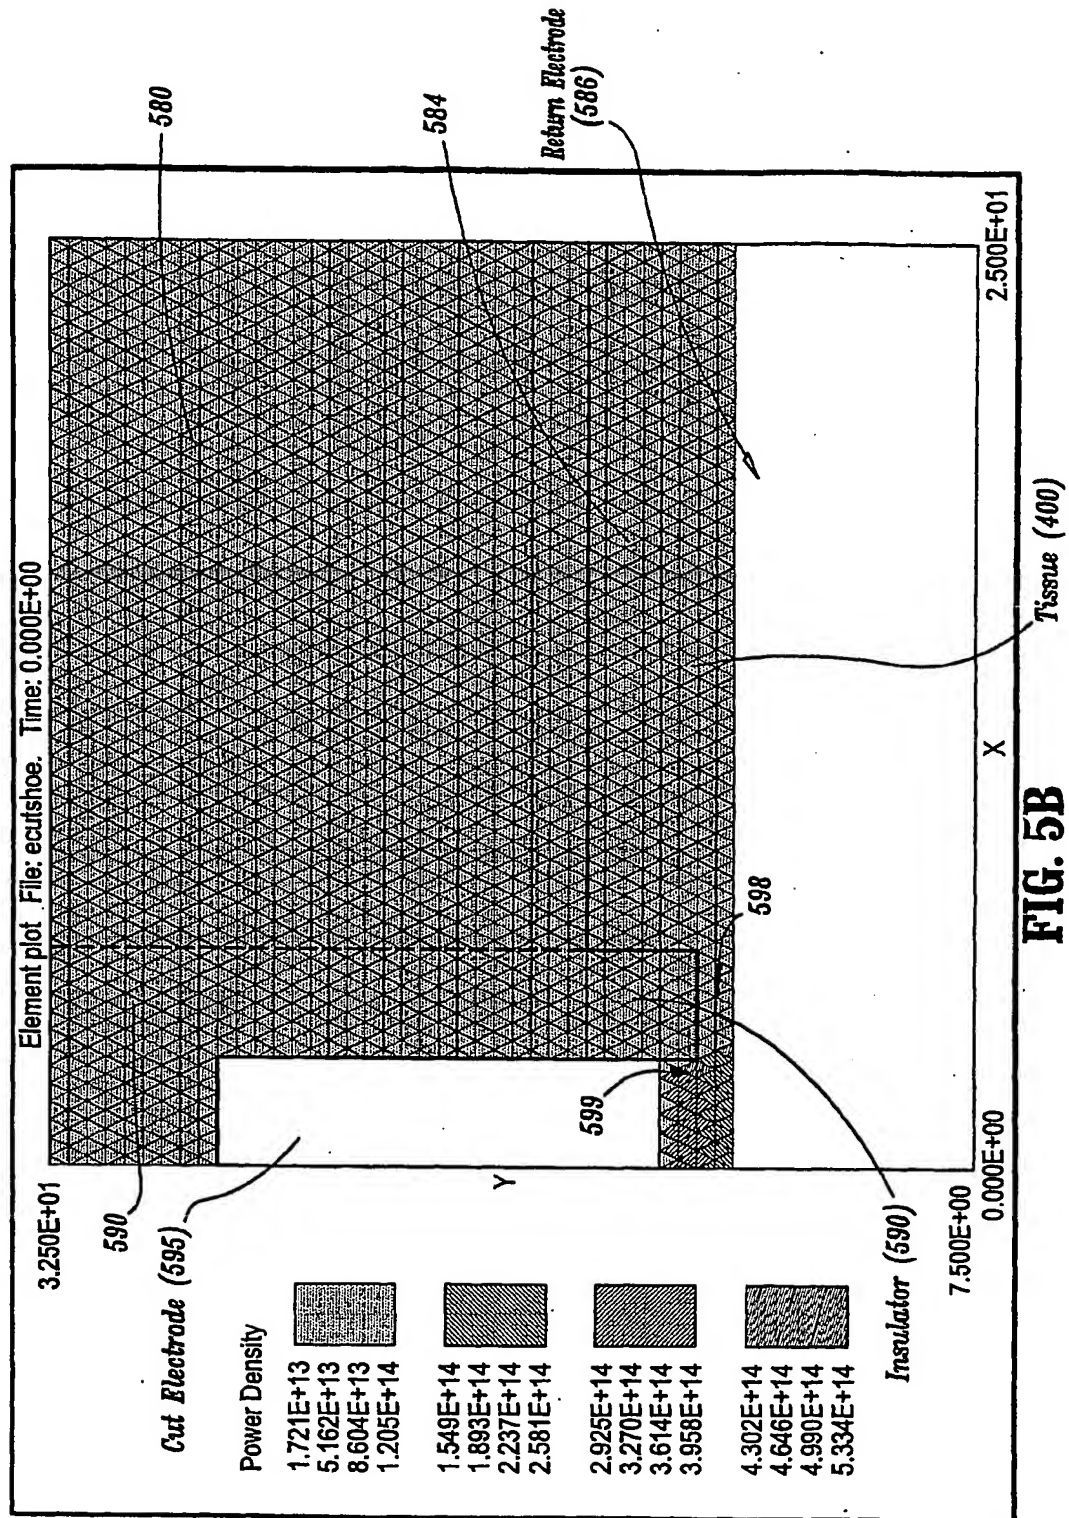 Element plot. File: ecutshoe. Time: 0.000E+00
3.250E+01
590
Cut Electrode (595)
Power Density
1.721E+13
5.162E+13
8.604E+13
1.205E+14
1.549E+14
1.893E+14
2.237E+14
2.581E+14
2.925E+14
3.270E+14
3.614E+14
3.958E+14
4.302E+14
4.646E+14
4.990E+14
5.334E+14
Insulator (590)
Y
7.500E+00
0.000E+00
X
2.500E+01
599
598
580
584
Return Electrode
(586)
Tissue (400)
FIG. 5B